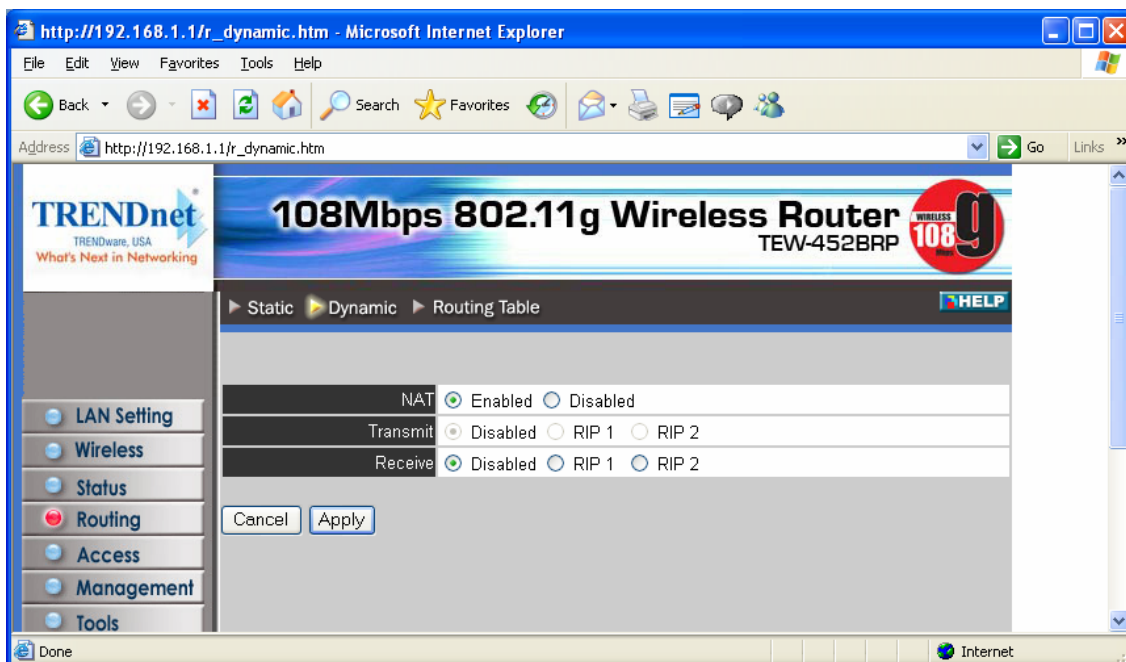 http://192.168.1.1/r_dynamic.htm - Microsoft Internet Explorer
File Edit View Favorites Tools Help
Back Search Favorites
Address http://192.168.1.1/r_dynamic.htm Go Links »
TRENDnet
TRENDware, USA
What's Next in Networking
108Mbps 802.11g Wireless Router
TEW-452BRP
WIRELESS
108
Mbps
g
Static Dynamic Routing Table HELP
NAT Enabled Disabled
Transmit Disabled RIP 1 RIP 2
Receive Disabled RIP 1 RIP 2
Cancel Apply
LAN Setting
Wireless
Status
Routing
Access
Management
Tools
Done Internet